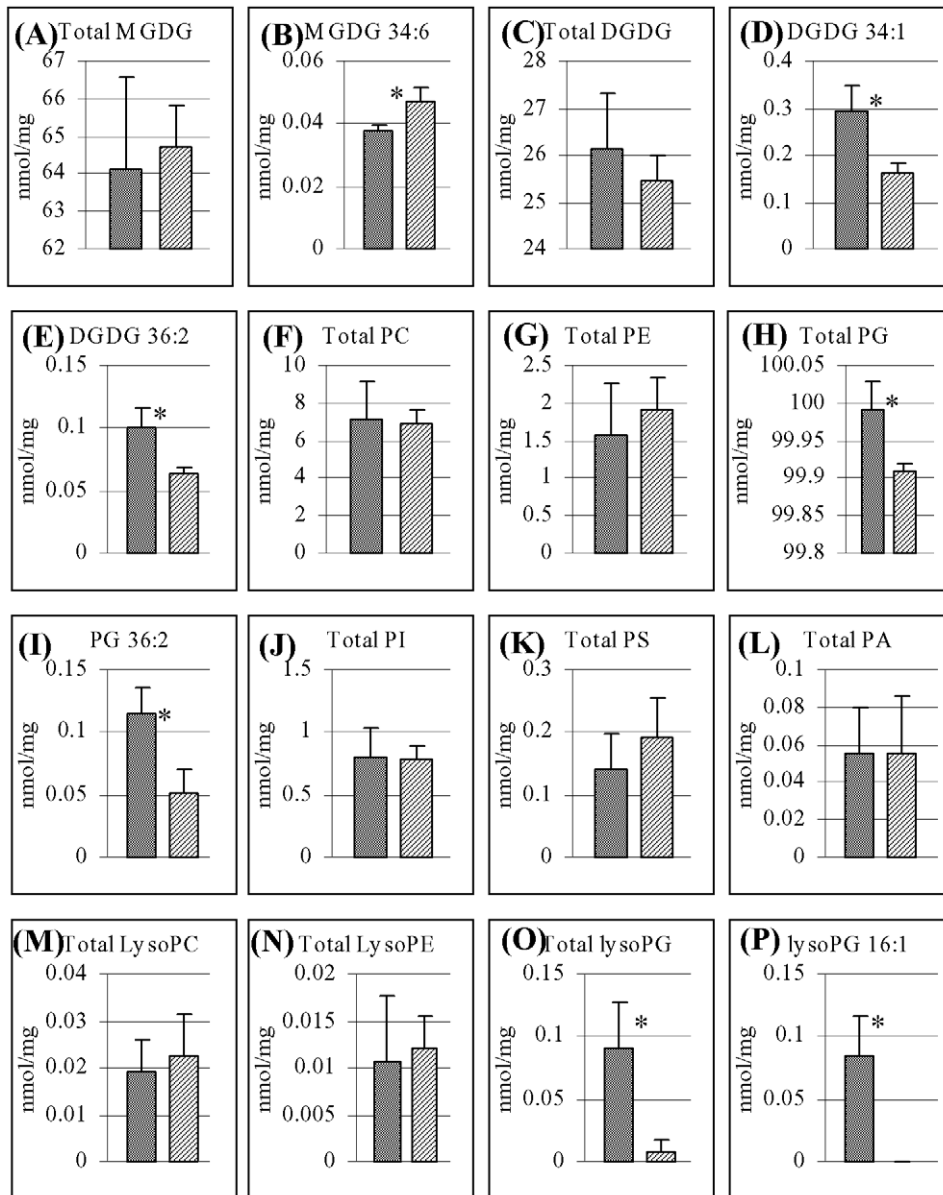 (A) Total MGDG
67
66
65
64
63
62
nmol/mg
(B) MGDG 34:6
0.06
0.04
0.02
0
nmol/mg
*
(C) Total DGDG
28
27
26
25
24
nmol/mg
(D) DGDG 34:1
0.4
0.3
0.2
0.1
0
nmol/mg
*
(E) DGDG 36:2
0.15
0.1
0.05
0
nmol/mg
*
(F) Total PC
10
8
6
4
2
0
nmol/mg
(G) Total PE
2.5
2
1.5
1
0.5
0
nmol/mg
(H) Total PG
100.05
100
99.95
99.9
99.85
99.8
nmol/mg
*
(I) PG 36:2
0.15
0.1
0.05
0
nmol/mg
*
(J) Total PI
1.5
1
0.5
0
nmol/mg
(K) Total PS
0.3
0.2
0.1
0
nmol/mg
(L) Total PA
0.1
0.08
0.06
0.04
0.02
0
nmol/mg
(M) Total LysoPC
0.04
0.03
0.02
0.01
0
nmol/mg
(N) Total LysoPE
0.02
0.015
0.01
0.005
0
nmol/mg
(O) Total lysoPG
0.15
0.1
0.05
0
nmol/mg
*
(P) lysoPG 16:1
0.15
0.1
0.05
0
nmol/mg
*